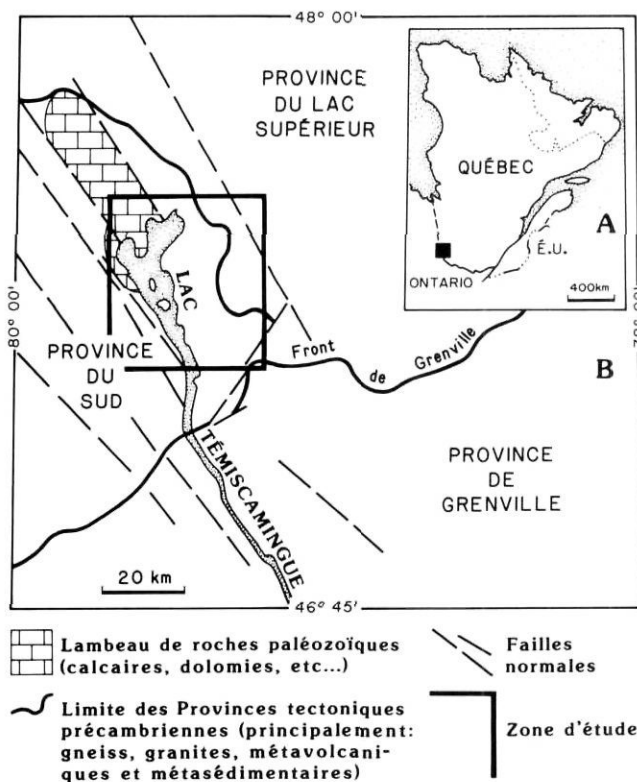 48° 00'
PROVINCE
DU LAC
SUPÉRIEUR
QUÉBEC
A
É.U.
ONTARIO
400km
80° 00'
LAC
PROVINCE
DU
SUD
Front
de
Grenville
B
TÉMISCAMINGUE
PROVINCE
DE
GRENVILLE
20 km
46° 45'
Lambeau de roches paléozoïques
(calcaires, dolomies, etc...)
Failles
normales
Limite des Provinces tectoniques
précambriennes (principalement:
gneiss, granites, métavolcani-
ques et métasédimentaires)
Zone d'étude